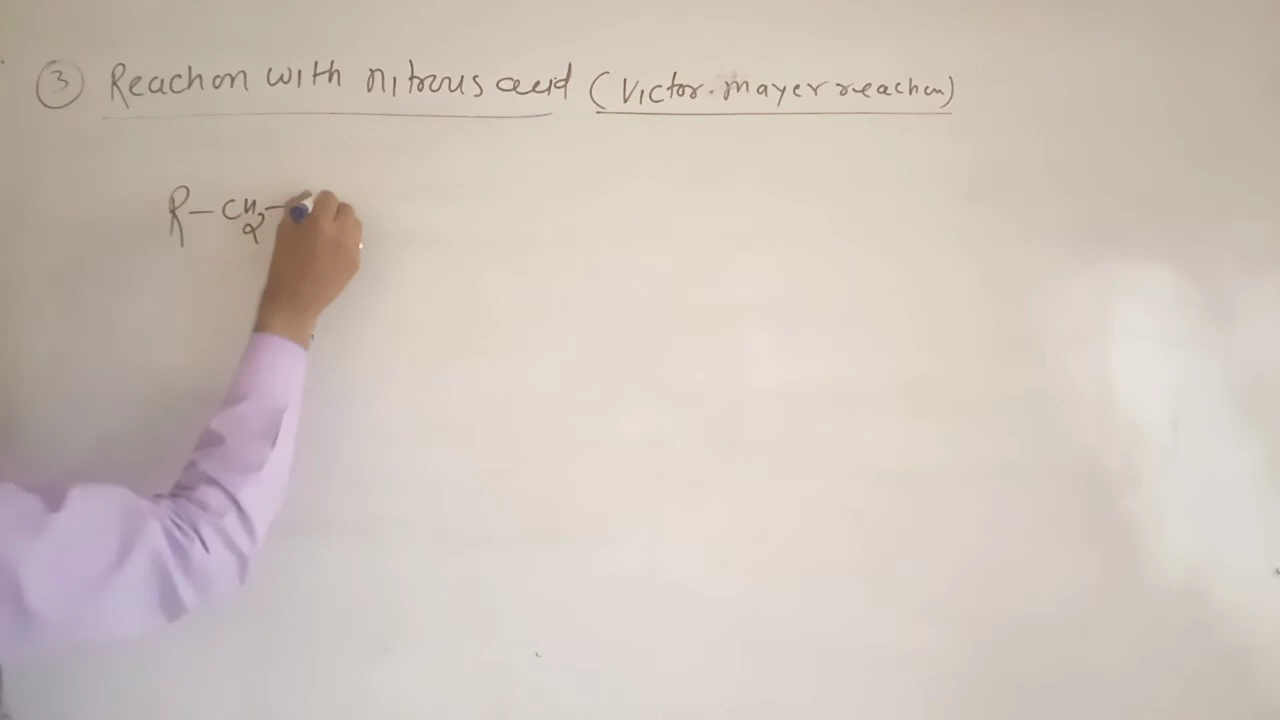 ③ Reaction with nitrous acid (Victor. mayer reaction)
R-CH2-
α